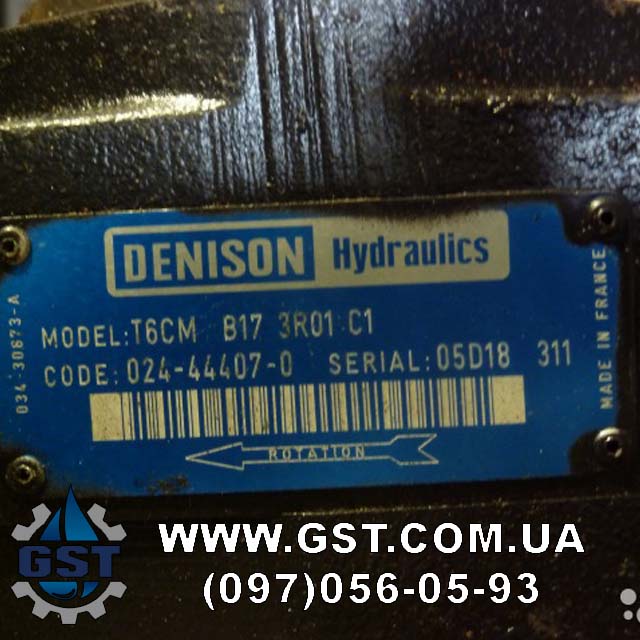 DENISON Hydraulics
MODEL:T6CM B17 3R01 C1
CODE:024-44407-0 SERIAL:05D18 311
ROTATION
034-30873-A
MADE IN FRANCE
GST
WWW.GST.COM.UA
(097)056-05-93